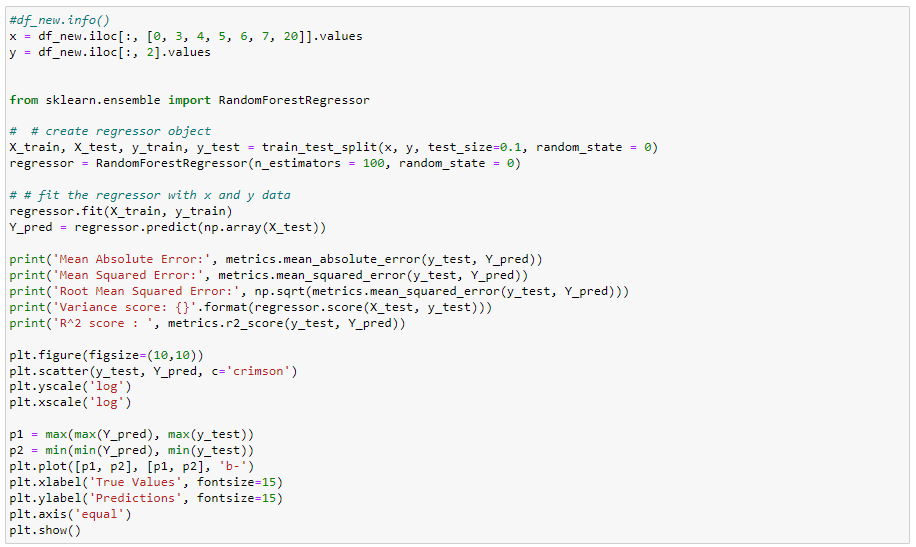 #df_new.info()
x = df_new.iloc[:, [0, 3, 4, 5, 6, 7, 20]].values
y = df_new.iloc[:, 2].values
from sklearn.ensemble import RandomForestRegressor
#  # create regressor object
X_train, X_test, y_train, y_test = train_test_split(x, y, test_size=0.1, random_state = 0)
regressor = RandomForestRegressor(n_estimators = 100, random_state = 0)
# # fit the regressor with x and y data
regressor.fit(X_train, y_train)
Y_pred = regressor.predict(np.array(X_test))
print('Mean Absolute Error:', metrics.mean_absolute_error(y_test, Y_pred))
print('Mean Squared Error:', metrics.mean_squared_error(y_test, Y_pred))
print('Root Mean Squared Error:', np.sqrt(metrics.mean_squared_error(y_test, Y_pred)))
print('Variance score: {}'.format(regressor.score(X_test, y_test)))
print('R^2 score : ', metrics.r2_score(y_test, Y_pred))
plt.figure(figsize=(10,10))
plt.scatter(y_test, Y_pred, c='crimson')
plt.yscale('log')
plt.xscale('log')
p1 = max(max(Y_pred), max(y_test))
p2 = min(min(Y_pred), min(y_test))
plt.plot([p1, p2], [p1, p2], 'b-')
plt.xlabel('True Values', fontsize=15)
plt.ylabel('Predictions', fontsize=15)
plt.axis('equal')
plt.show()